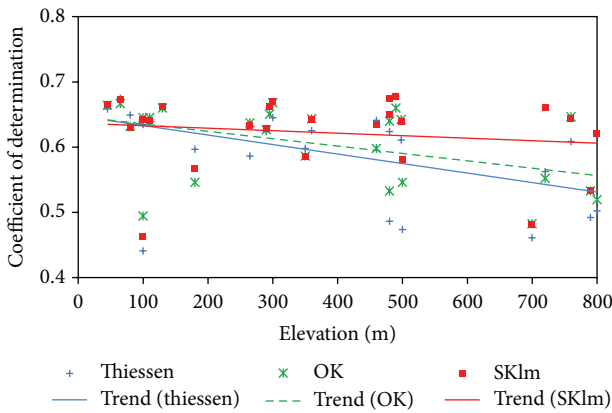 Coefficient of determination
0.8
0.7
0.6
0.5
0.4
0 100 200 300 400 500 600 700 800
Elevation (m)
Thiessen OK SKlm
Trend (thiessen) Trend (OK) Trend (SKlm)